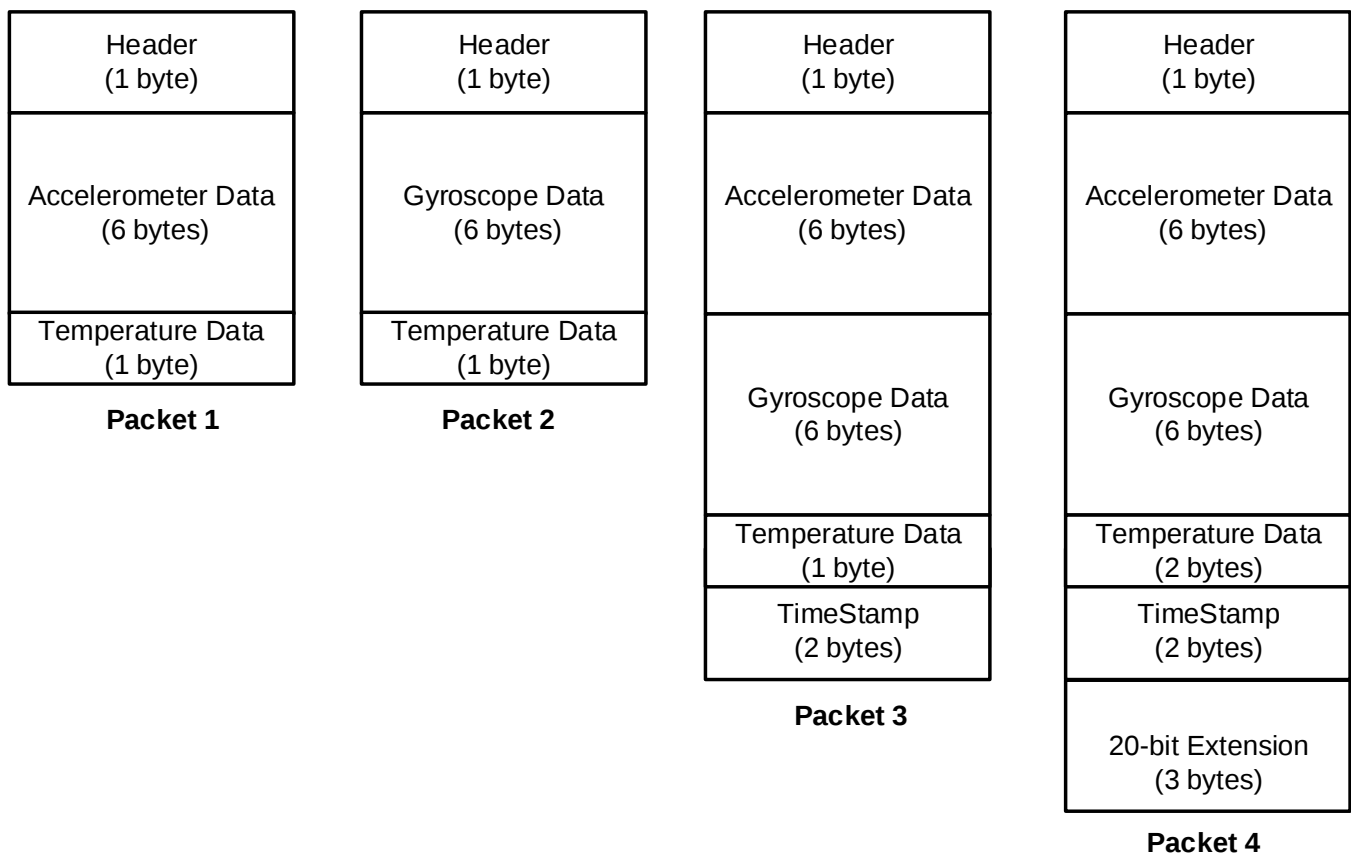 Header
(1 byte)
Accelerometer Data
(6 bytes)
Temperature Data
(1 byte)
Packet 1
Header
(1 byte)
Gyroscope Data
(6 bytes)
Temperature Data
(1 byte)
Packet 2
Header
(1 byte)
Accelerometer Data
(6 bytes)
Gyroscope Data
(6 bytes)
Temperature Data
(1 byte)
TimeStamp
(2 bytes)
Packet 3
Header
(1 byte)
Accelerometer Data
(6 bytes)
Gyroscope Data
(6 bytes)
Temperature Data
(2 bytes)
TimeStamp
(2 bytes)
20-bit Extension
(3 bytes)
Packet 4